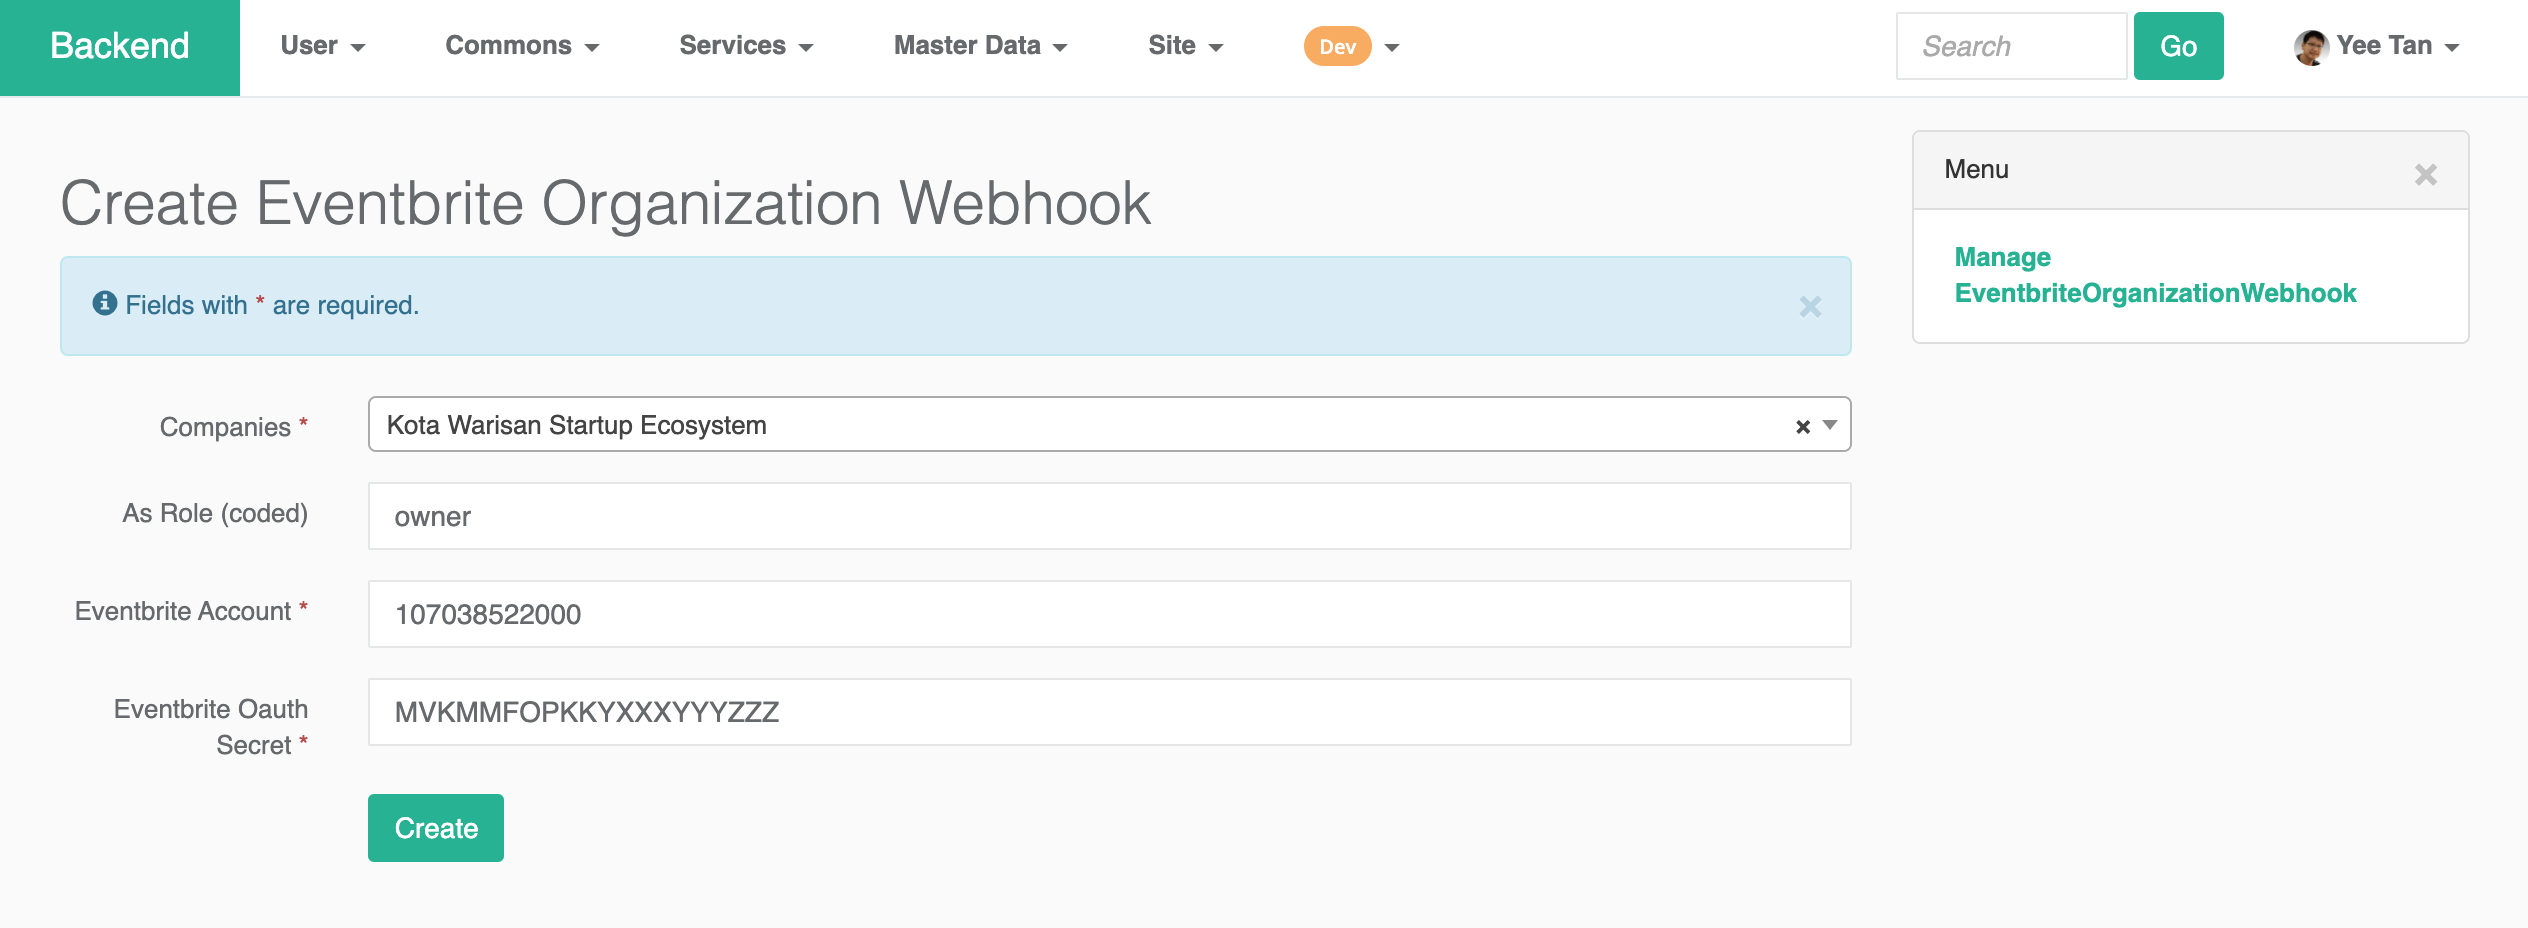 Backend
User
Commons
Services
Master Data
Site
Dev
Search
Go
Yee Tan
Create Eventbrite Organization Webhook
Fields with * are required.
Companies *
Kota Warisan Startup Ecosystem
As Role (coded)
owner
Eventbrite Account *
107038522000
Eventbrite Oauth
Secret *
MVKMMFOPKKYXXXYYYZZZ
Create
Menu
Manage
EventbriteOrganizationWebhook